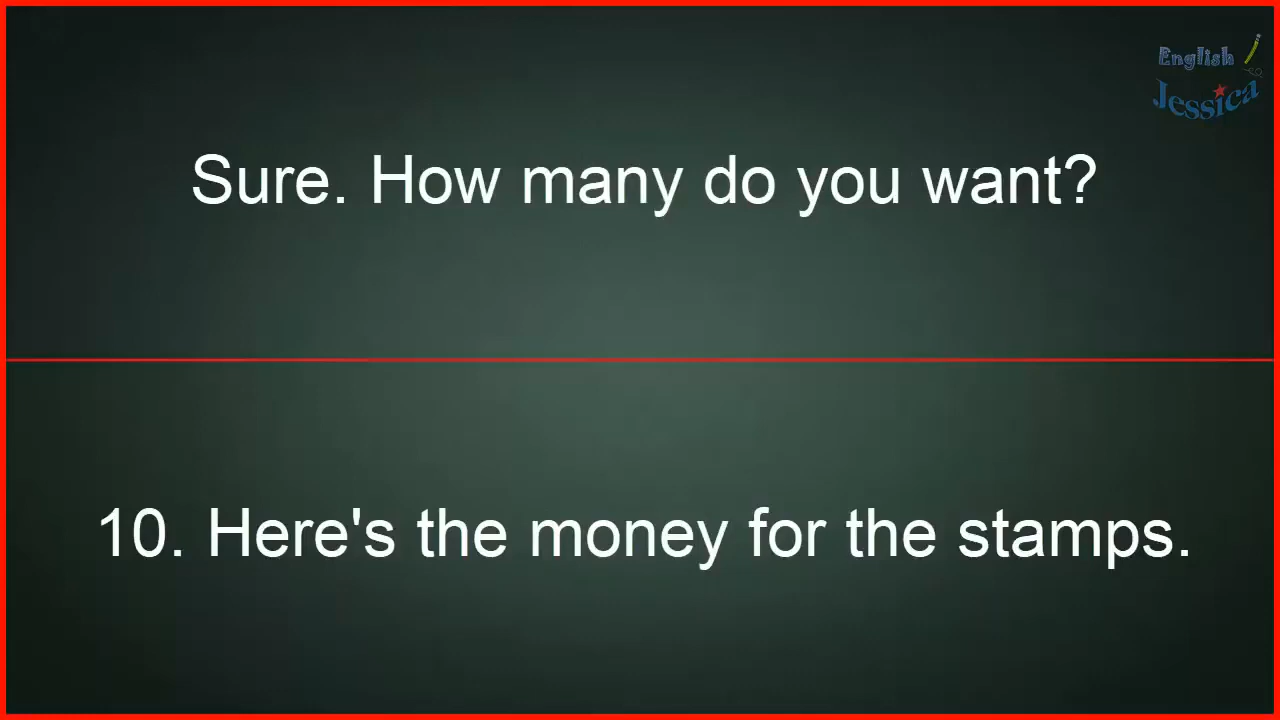 English
Jessica
Sure. How many do you want?
10. Here's the money for the stamps.